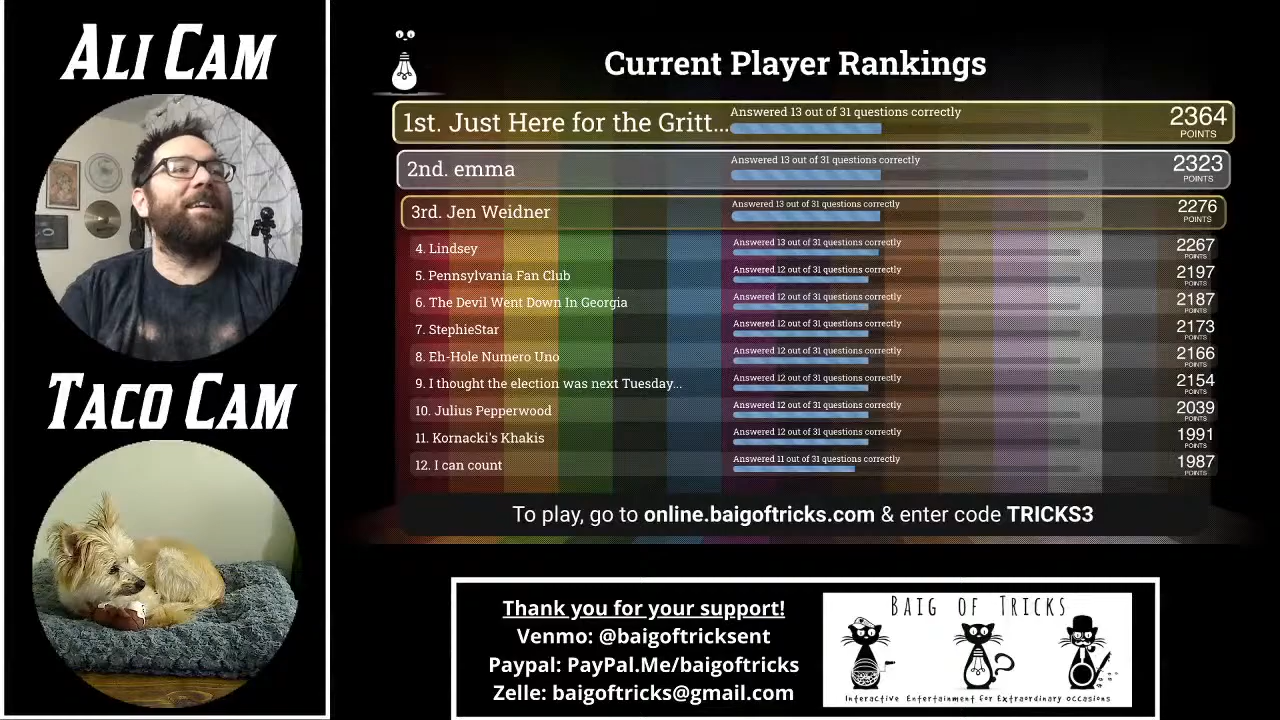 ALI CAM
TACO CAM
Current Player Rankings
1st. Just Here for the Gritt... Answered 13 out of 31 questions correctly 2364 POINTS
2nd. emma Answered 13 out of 31 questions correctly 2323 POINTS
3rd. Jen Weidner Answered 13 out of 31 questions correctly 2276 POINTS
4. Lindsey Answered 13 out of 31 questions correctly 2267 POINTS
5. Pennsylvania Fan Club Answered 12 out of 31 questions correctly 2197 POINTS
6. The Devil Went Down In Georgia Answered 12 out of 31 questions correctly 2187 POINTS
7. StephieStar Answered 12 out of 31 questions correctly 2173 POINTS
8. Eh-Hole Numero Uno Answered 12 out of 31 questions correctly 2166 POINTS
9. I thought the election was next Tuesday... Answered 12 out of 31 questions correctly 2154 POINTS
10. Julius Pepperwood Answered 12 out of 31 questions correctly 2039 POINTS
11. Kornacki's Khakis Answered 12 out of 31 questions correctly 1991 POINTS
12. I can count Answered 11 out of 31 questions correctly 1987 POINTS
To play, go to online.baigoftricks.com & enter code TRICKS3
Thank you for your support!
Venmo: @baigoftricksent
Paypal: PayPal.Me/baigoftricks
Zelle: baigoftricks@gmail.com
BAIG OF TRICKS
Interactive Entertainment for Extraordinary occasions